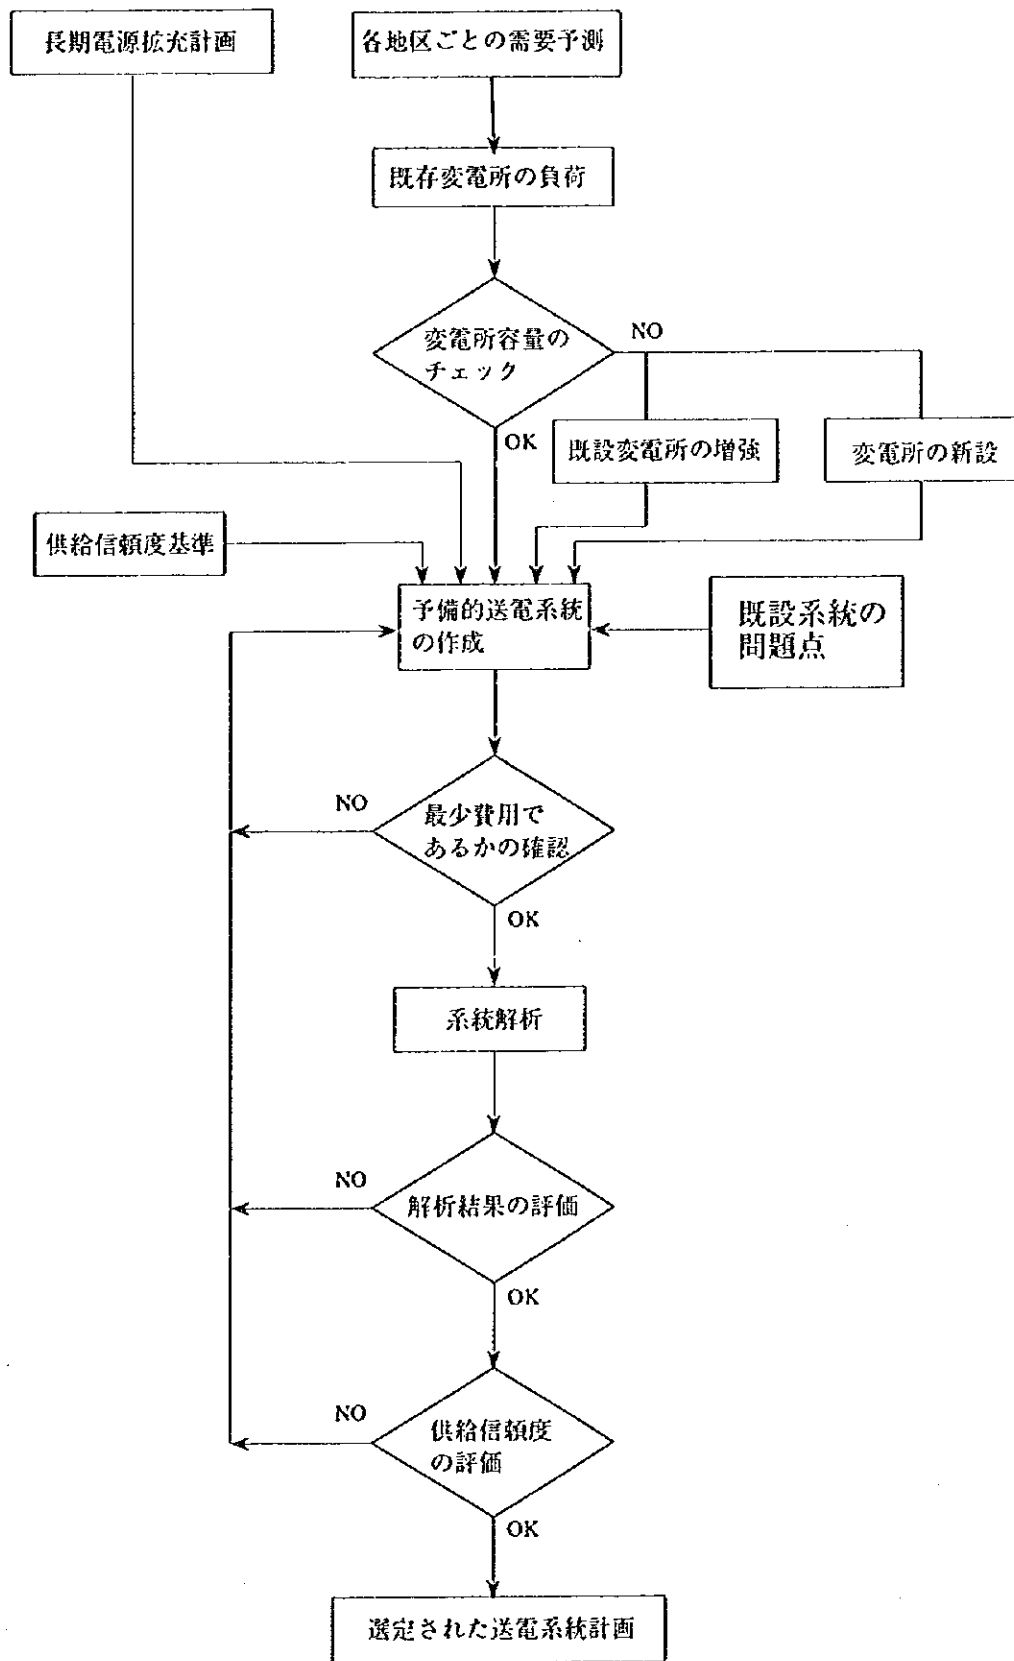 長期電源拡充計画
各地区ごとの需要予測
既存変電所の負荷
変電所容量の
チェック
NO
OK
既設変電所の増強
変電所の新設
供給信頼度基準
予備的送電系統
の作成
既設系統の
問題点
NO
最少費用で
あるかの確認
OK
系統解析
NO
解析結果の評価
OK
NO
供給信頼度
の評価
OK
選定された送電系統計画